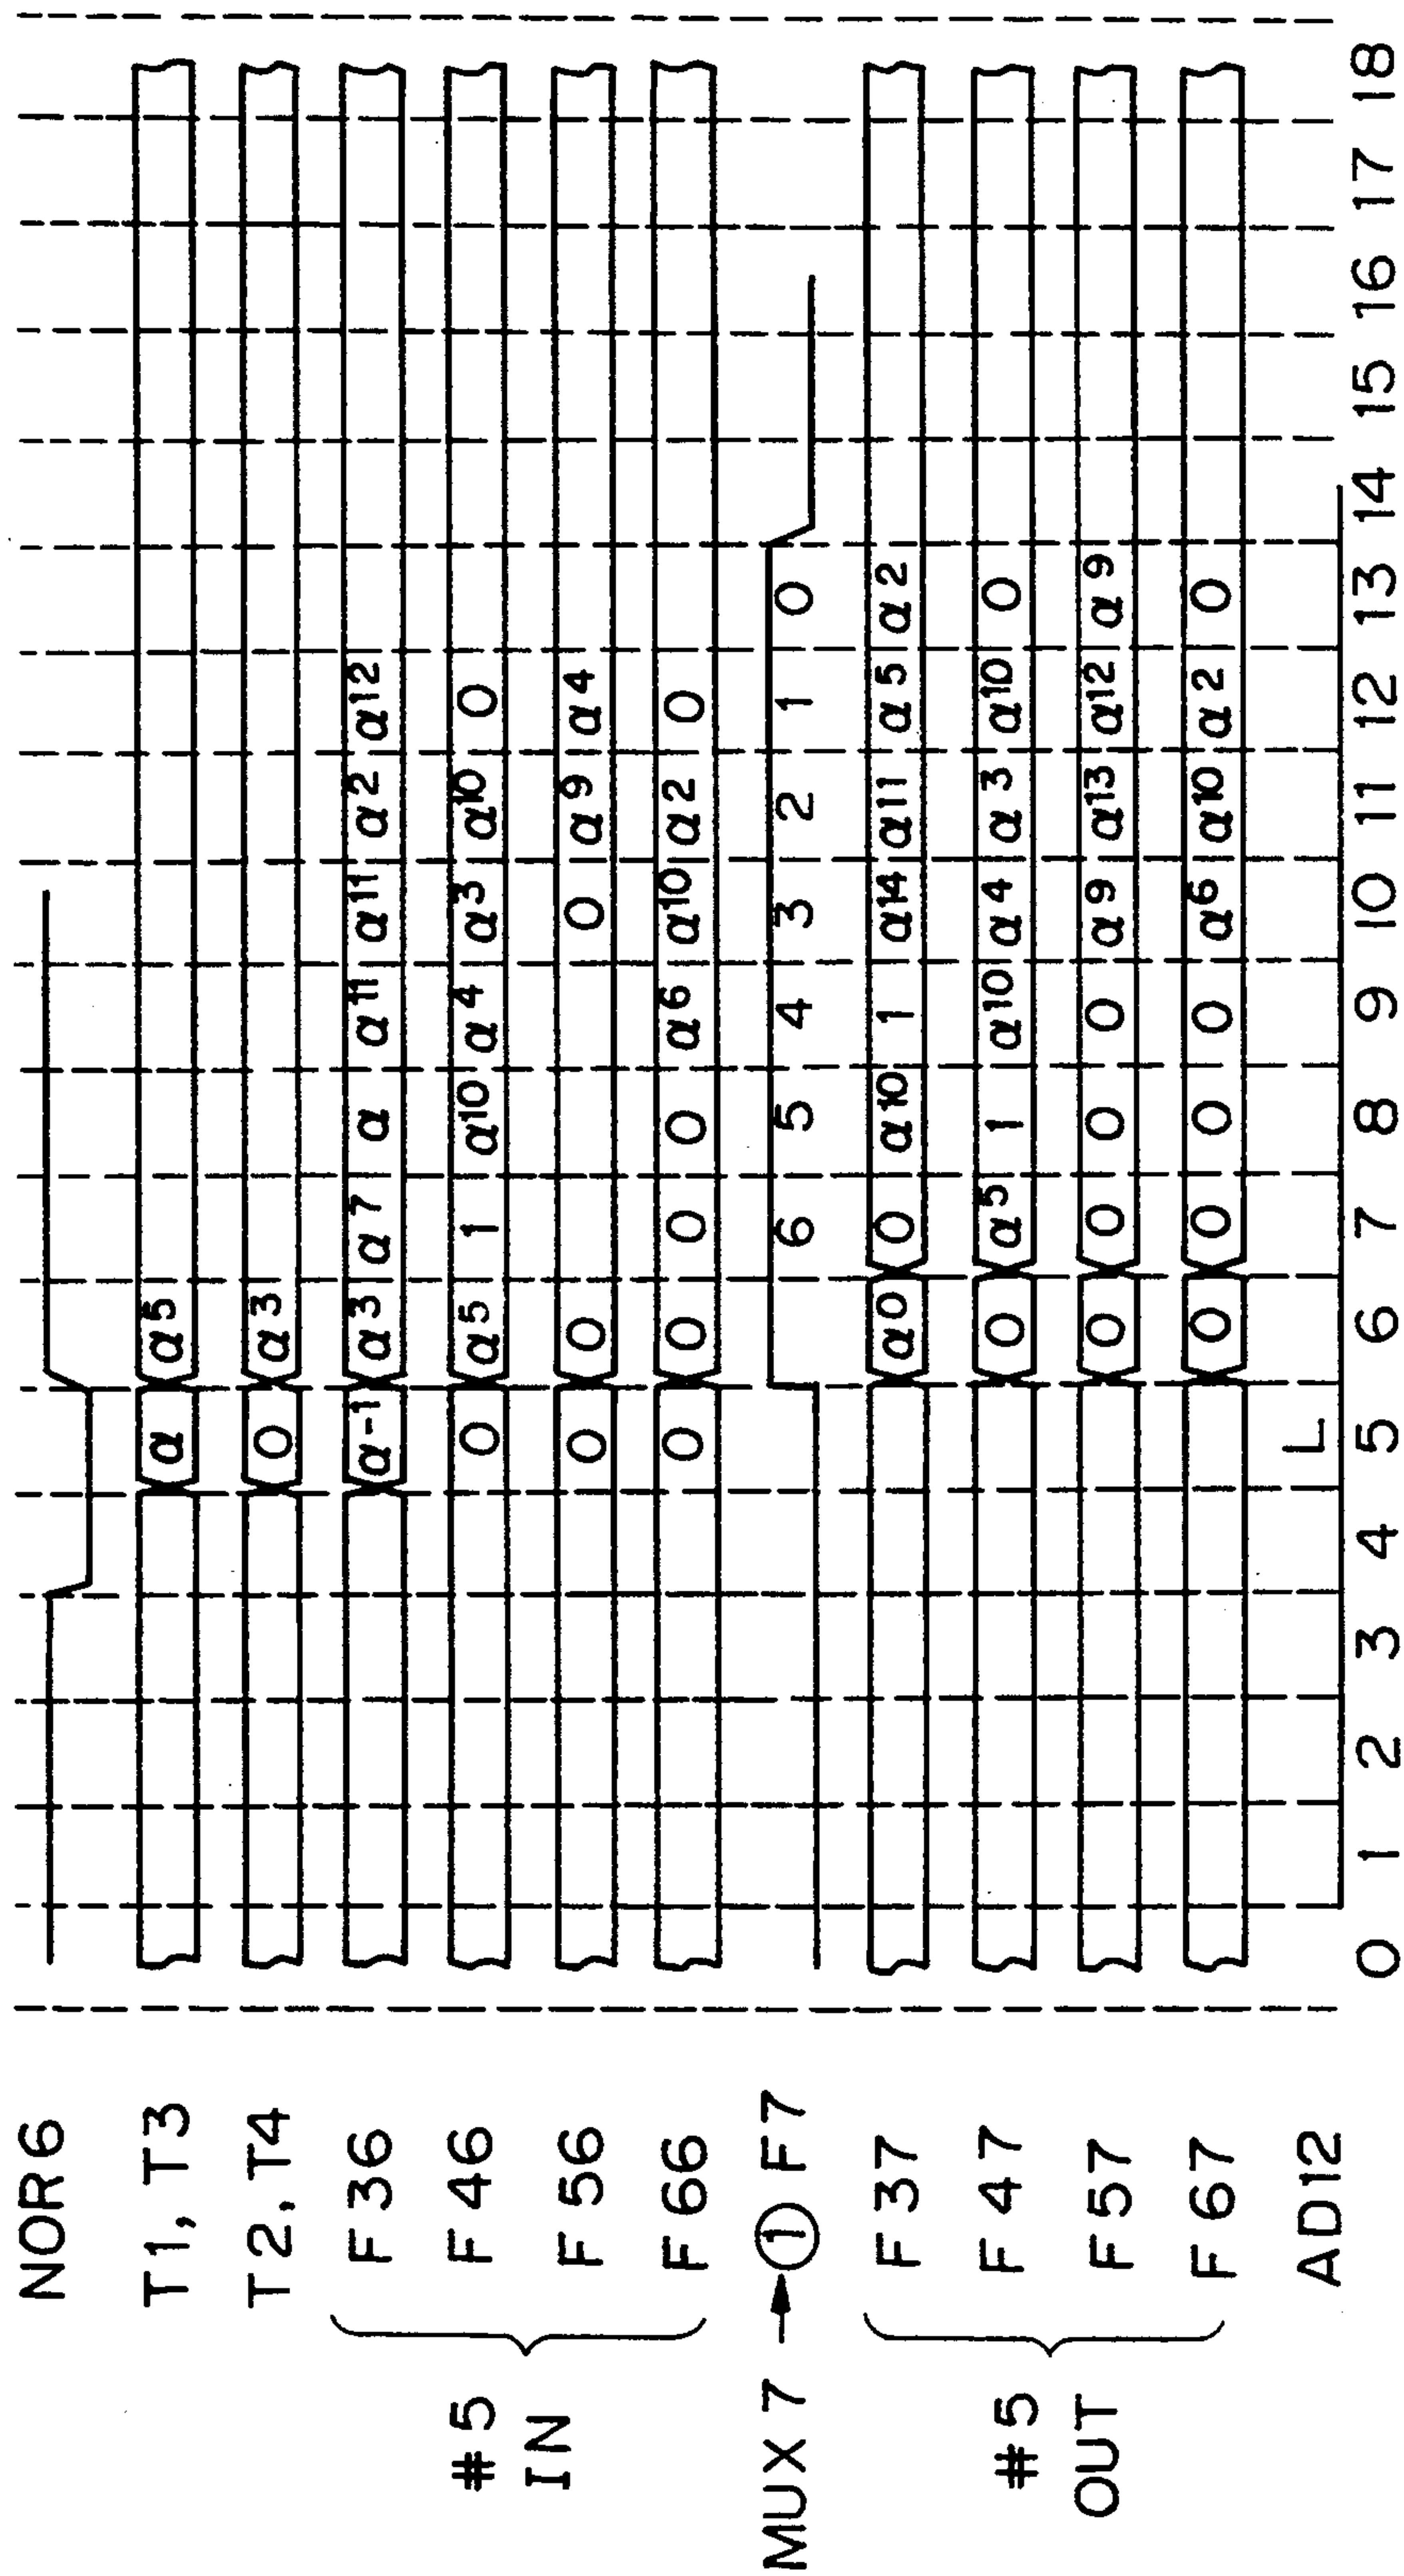 NOR6
T1, T3 α α5
T2, T4 0 α3
#5 IN
F36 α-1 α3 α7 α α11 α11 α2 α12
F46 0 α5 1 α10 α4 α3 α10 0
F56 0 0 0 α9 α4
F66 0 0 0 0 α6 α10 α2 0
MUX7 → ① F7 6 5 4 3 2 1 0
#5 OUT
F37 α0 0 α10 1 α14 α11 α5 α2
F47 0 α5 1 α10 α4 α3 α10 0
F57 0 0 0 0 α9 α13 α12 α9
F67 0 0 0 0 α6 α10 α2 0
AD12 L
0 1 2 3 4 5 6 7 8 9 10 11 12 13 14 15 16 17 18